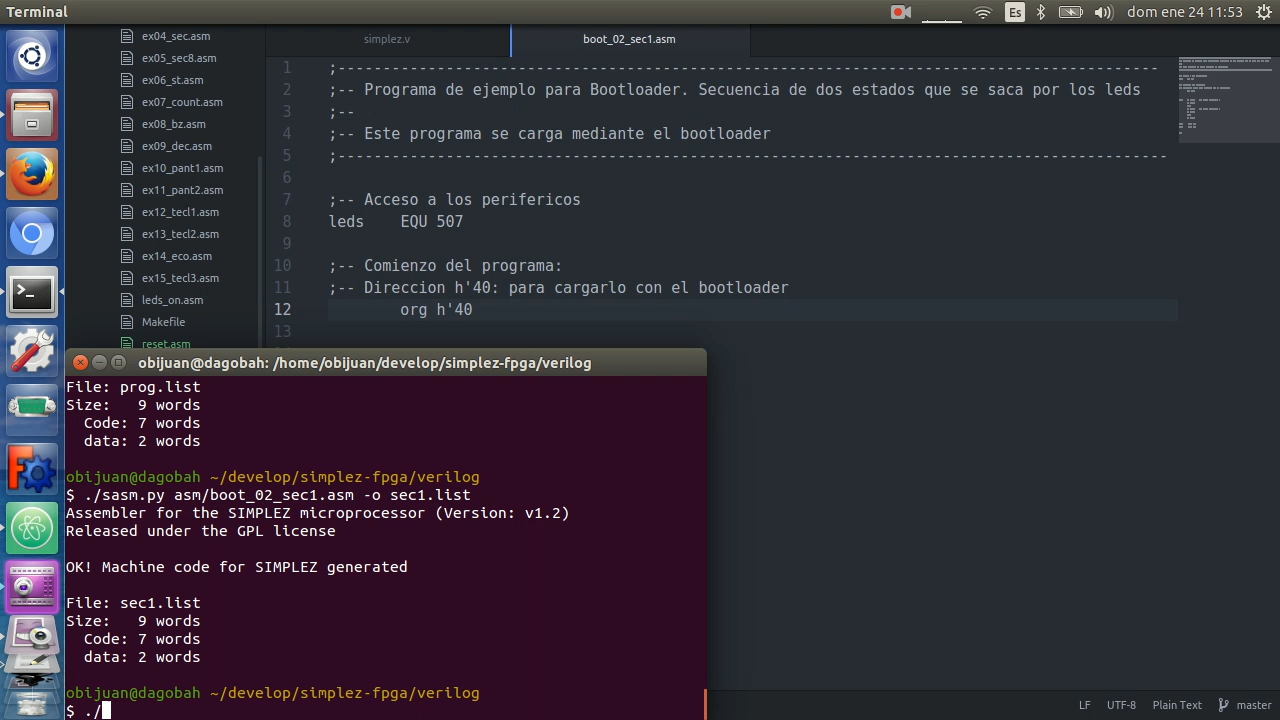 Terminal
Es
dom ene 24 11:53
ex04_sec.asm
ex05_sec8.asm
ex06_st.asm
ex07_count.asm
ex08_bz.asm
ex09_dec.asm
ex10_pant1.asm
ex11_pant2.asm
ex12_tecl1.asm
ex13_tecl2.asm
ex14_eco.asm
ex15_tecl3.asm
leds_on.asm
Makefile
reset.asm
simplez.v
boot_02_sec1.asm
1 ;-------------------------------------------------------------------------------------------
2 ;-- Programa de ejemplo para Bootloader. Secuencia de dos estados que se saca por los leds
3 ;--
4 ;-- Este programa se carga mediante el bootloader
5 ;--------------------------------------------------------------------------------------------
6
7 ;-- Acceso a los perifericos
8 leds    EQU 507
9
10 ;-- Comienzo del programa:
11 ;-- Direccion h'40: para cargarlo con el bootloader
12         org h'40
13
obijuan@dagobah: /home/obijuan/develop/simplez-fpga/verilog
File: prog.list
Size:   9 words
  Code: 7 words
  data: 2 words
obijuan@dagobah ~/develop/simplez-fpga/verilog
$ ./sasm.py asm/boot_02_sec1.asm -o sec1.list
Assembler for the SIMPLEZ microprocessor (Version: v1.2)
Released under the GPL license
OK! Machine code for SIMPLEZ generated
File: sec1.list
Size:   9 words
  Code: 7 words
  data: 2 words
obijuan@dagobah ~/develop/simplez-fpga/verilog
$ ./
LF UTF-8 Plain Text master